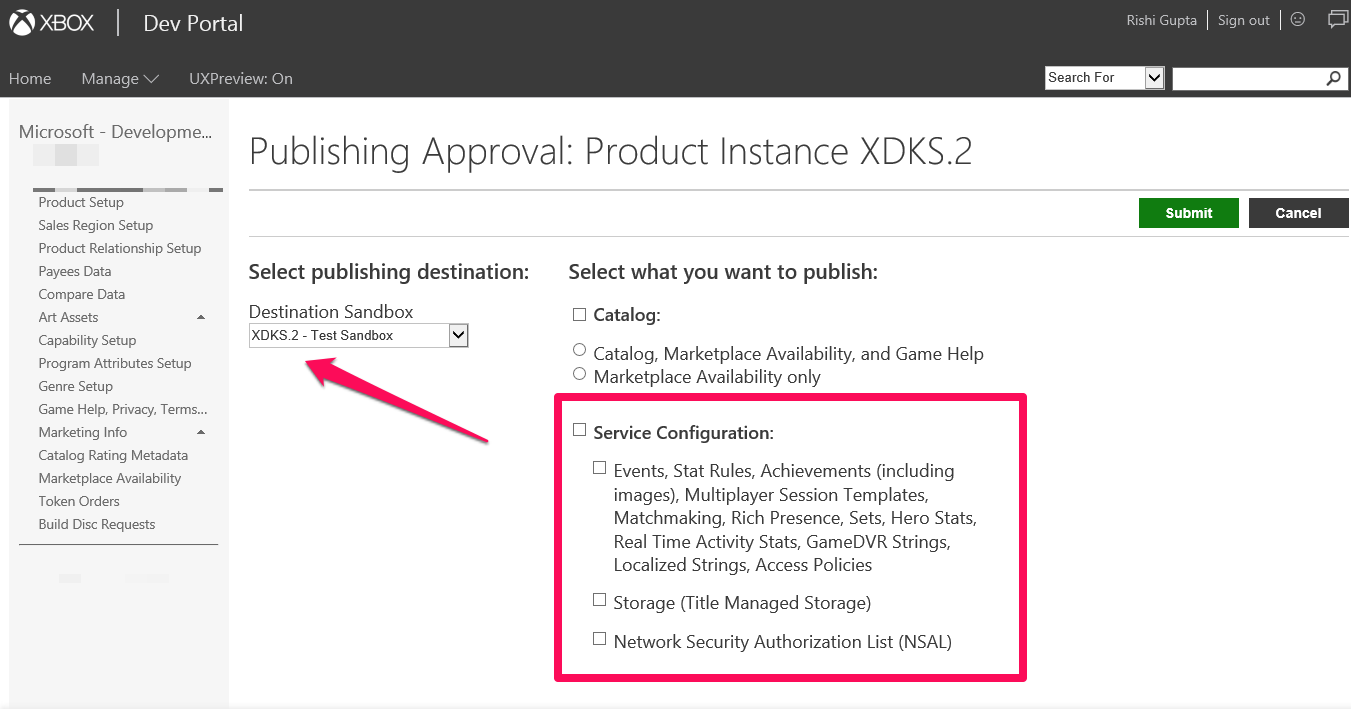 XBOX
Dev Portal
Rishi Gupta
Sign out
Home
Manage
UXPreview: On
Search For
Microsoft - Developme...
Product Setup
Sales Region Setup
Product Relationship Setup
Payees Data
Compare Data
Art Assets
Capability Setup
Program Attributes Setup
Genre Setup
Game Help, Privacy, Terms...
Marketing Info
Catalog Rating Metadata
Marketplace Availability
Token Orders
Build Disc Requests
Publishing Approval: Product Instance XDKS.2
Submit
Cancel
Select publishing destination:
Destination Sandbox
XDKS.2 - Test Sandbox
Select what you want to publish:
Catalog:
Catalog, Marketplace Availability, and Game Help
Marketplace Availability only
Service Configuration:
Events, Stat Rules, Achievements (including
images), Multiplayer Session Templates,
Matchmaking, Rich Presence, Sets, Hero Stats,
Real Time Activity Stats, GameDVR Strings,
Localized Strings, Access Policies
Storage (Title Managed Storage)
Network Security Authorization List (NSAL)